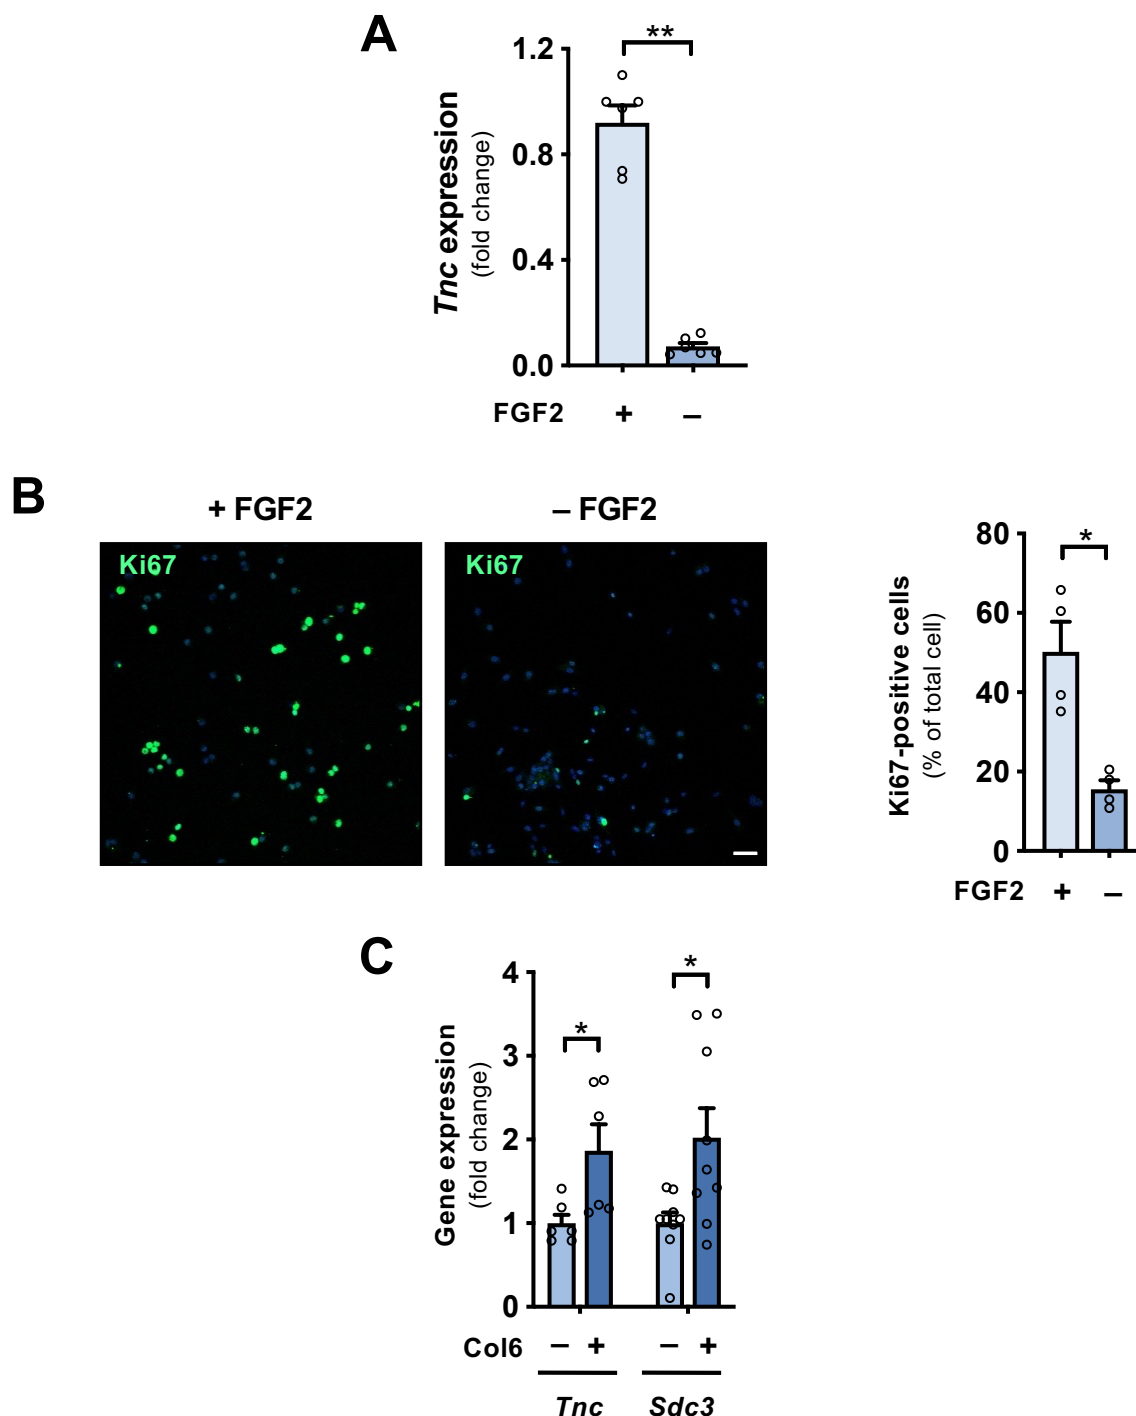 A
**
1.2
0.8
0.4
0.0
Tnc expression
(fold change)
FGF2 + –
B
+ FGF2
– FGF2
Ki67
Ki67
*
80
60
40
20
0
Ki67-positive cells
(% of total cell)
FGF2 + –
C
*
*
4
3
2
1
0
Gene expression
(fold change)
Col6 – + – +
Tnc Sdc3